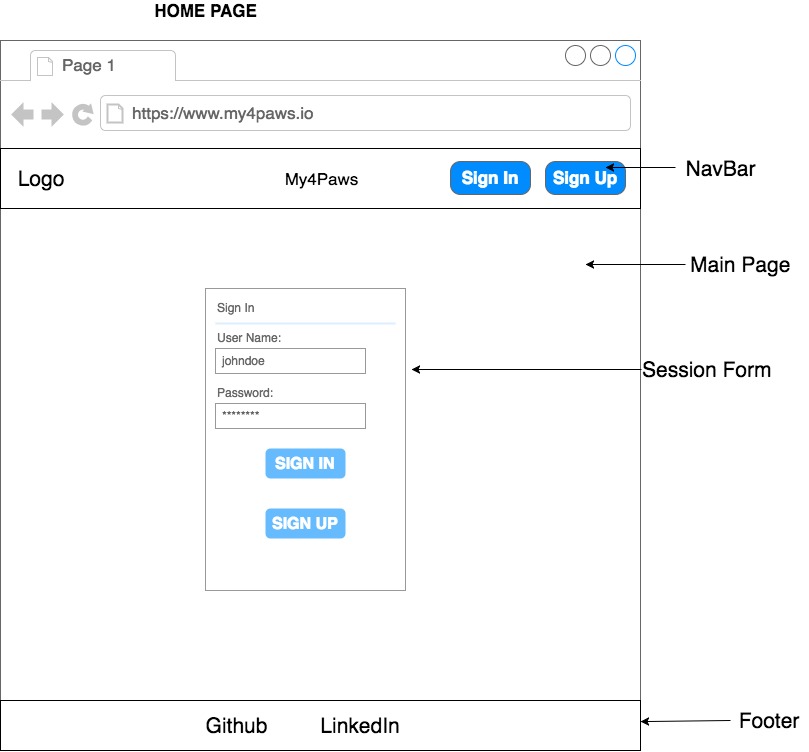 HOME PAGE
Page 1
https://www.my4paws.io
Logo
My4Paws
Sign In
Sign Up
NavBar
Main Page
Sign In
User Name:
johndoe
Session Form
Password:
********
SIGN IN
SIGN UP
Github
LinkedIn
Footer